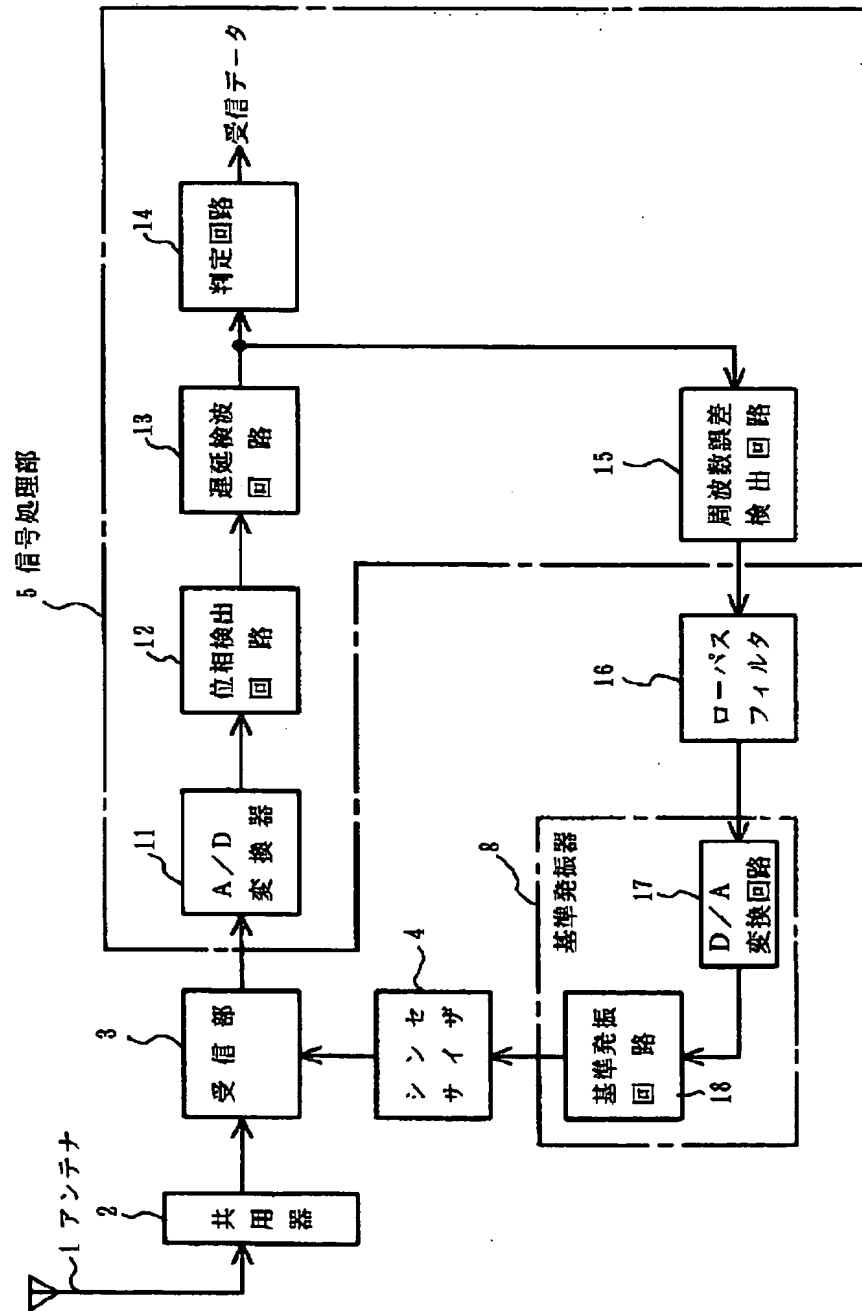 1 アンテナ
2
共用器
3
受信部
4
シンセ
サイザ
5 信号処理部
11
A/D
変換器
12
位相検出
回路
13
遅延検波
回路
14
判定回路
受信データ
15
周波数誤差
検出回路
16
ローパス
フィルタ
8
基準発振器
17
D/A
変換回路
基準発振
回路
18